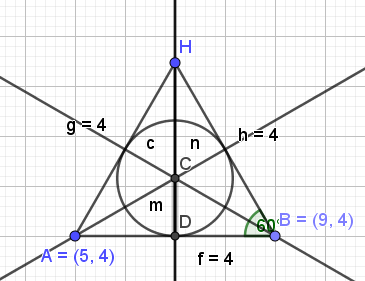 H
g = 4
c
n
h = 4
C
m
D
60°
B = (9, 4)
A = (5, 4)
f = 4